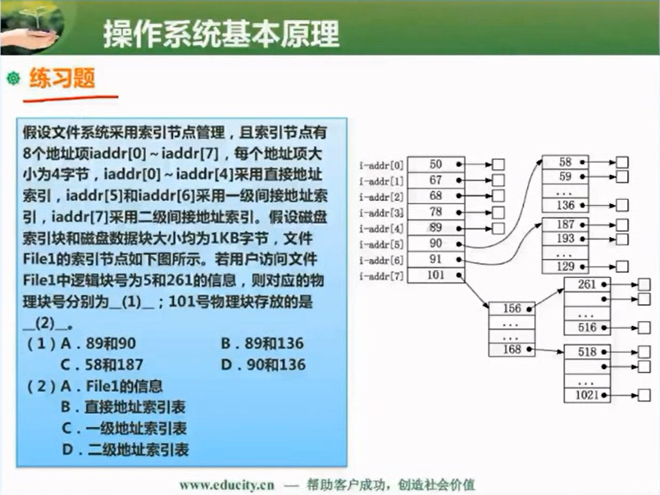 操作系统基本原理
练习题
假设文件系统采用索引节点管理，且索引节点有
8个地址项iaddr[0]～iaddr[7]，每个地址项大
小为4字节，iaddr[0]～iaddr[4]采用直接地址
索引，iaddr[5]和iaddr[6]采用一级间接地址索
引，iaddr[7]采用二级间接地址索引。假设磁盘
索引块和磁盘数据块大小均为1KB字节，文件
File1的索引节点如下图所示。若用户访问文件
File1中逻辑块号为5和261的信息，则对应的物
理块号分别为__(1)__；101号物理块存放的是
__(2)__。
（1）A．89和90 B．89和136
C．58和187 D．90和136
（2）A．File1的信息
B．直接地址索引表
C．一级地址索引表
D．二级地址索引表
i-addr[0] 50
i-addr[1] 67
i-addr[2] 68
i-addr[3] 78
i-addr[4] 89
i-addr[5] 90
i-addr[6] 91
i-addr[7] 101
58
59
...
136
187
193
...
129
156
...
...
168
261
...
516
518
...
1021
www.educity.cn — 帮助客户成功，创造社会价值